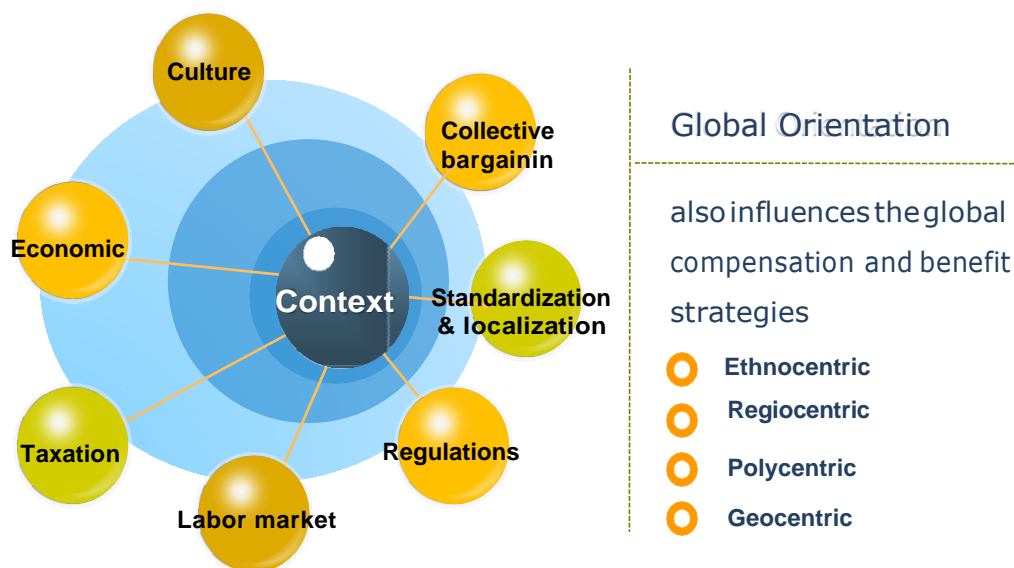 Culture
Collective
bargainin
Economic
Context
Standardization
& localization
Taxation
Regulations
Labor market
Global Orientation
also influences the global
compensation and benefit
strategies
Ethnocentric
Regiocentric
Polycentric
Geocentric